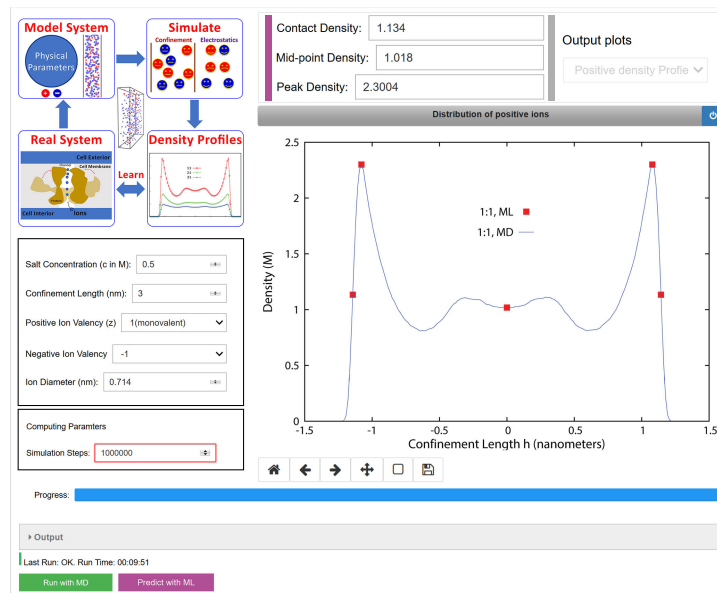 Model System
Physical
Parameters
Simulate
Confinement Electrostatics
Real System
Cell Exterior
Cell Membrane
Cell Interior
Ions
Learn
Density Profiles
Salt Concentration (c in M): 0.5
Confinement Length (nm): 3
Positive Ion Valency (z) 1(monovalent)
Negative Ion Valency -1
Ion Diameter (nm): 0.714
Computing Paramters
Simulation Steps: 1000000
Contact Density: 1.134
Mid-point Density: 1.018
Peak Density: 2.3004
Output plots
Positive density Profile
Distribution of positive ions
2.5
2
1.5
1
0.5
0
Density (M)
1:1, ML
1:1, MD
-1.5 -1 -0.5 0 0.5 1 1.5
Confinement Length h (nanometers)
Progress:
Output
Last Run: OK. Run Time: 00:09:51
Run with MD Predict with ML